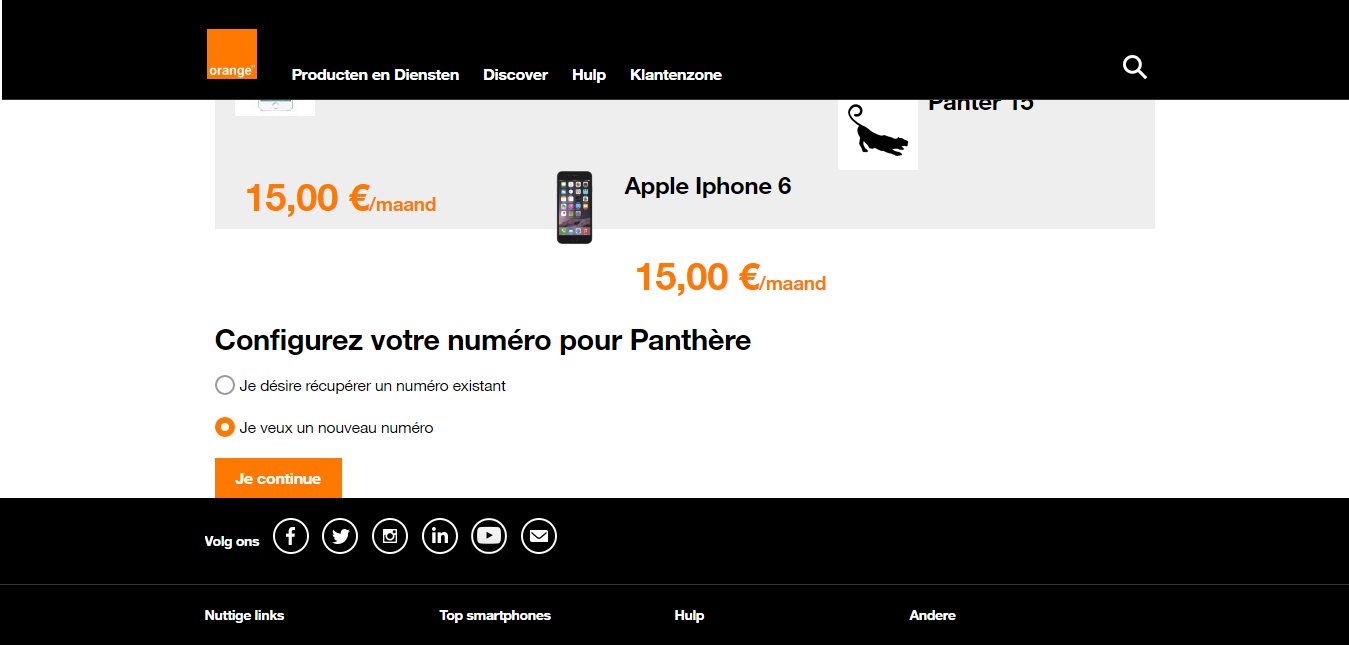 orange™
Producten en Diensten Discover Hulp Klantenzone
Panter 15
Apple Iphone 6
15,00 €/maand
15,00 €/maand
Configurez votre numéro pour Panthère
Je désire récupérer un numéro existant
Je veux un nouveau numéro
Je continue
Volg ons
Nuttige links Top smartphones Hulp Andere